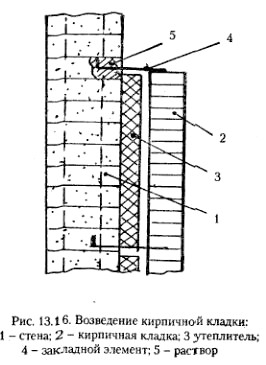 5
4
2
3
1
Рис. 13.16. Возведение кирпичной кладки:
1 – стена; 2 – кирпичная кладка; 3 утеплитель;
4 – закладной элемент; 5 – раствор